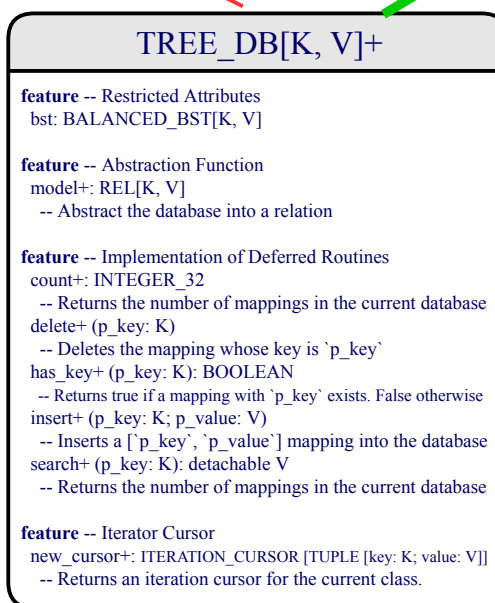 TREE_DB[K, V]+
feature -- Restricted Attributes
bst: BALANCED_BST[K, V]
feature -- Abstraction Function
model+: REL[K, V]
-- Abstract the database into a relation
feature -- Implementation of Deferred Routines
count+: INTEGER_32
-- Returns the number of mappings in the current database
delete+ (p_key: K)
-- Deletes the mapping whose key is `p_key`
has_key+ (p_key: K): BOOLEAN
-- Returns true if a mapping with `p_key` exists. False otherwise
insert+ (p_key: K; p_value: V)
-- Inserts a [`p_key`, `p_value`] mapping into the database
search+ (p_key: K): detachable V
-- Returns the number of mappings in the current database
feature -- Iterator Cursor
new_cursor+: ITERATION_CURSOR [TUPLE [key: K; value: V]]
-- Returns an iteration cursor for the current class.